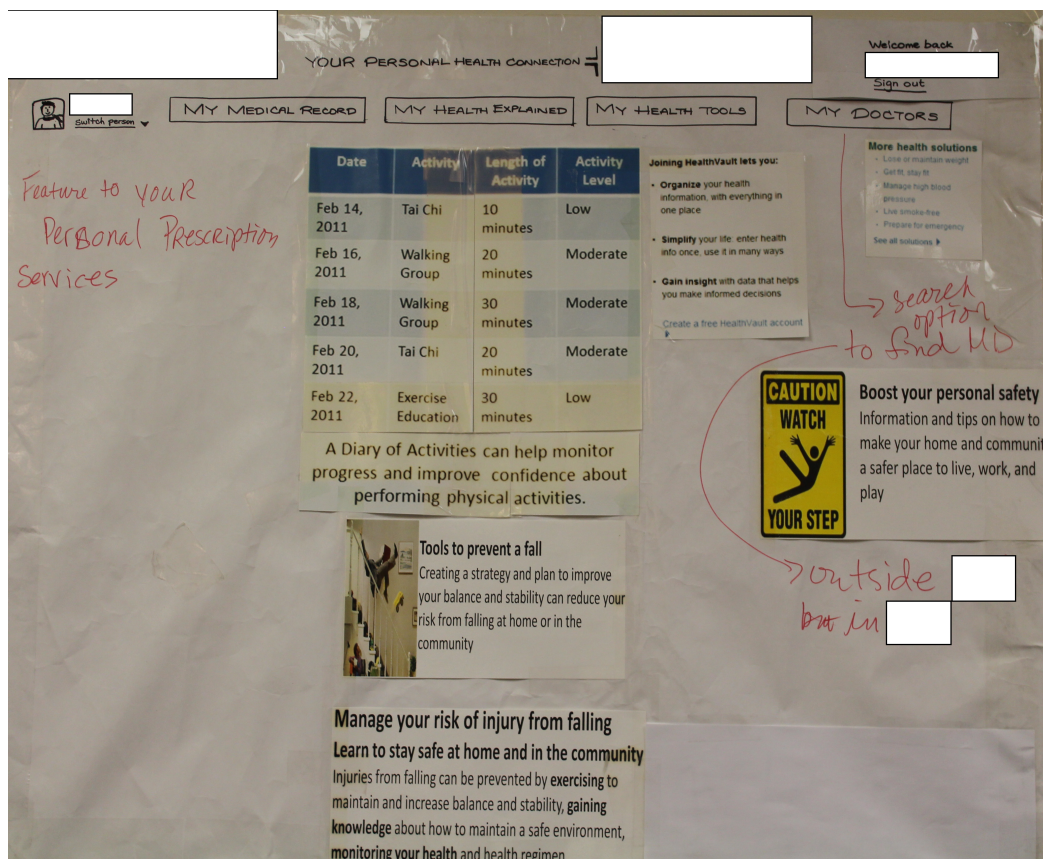 YOUR PERSONAL HEALTH CONNECTION
Welcome back
Sign out
Switch person
MY MEDICAL RECORD
MY HEALTH EXPLAINED
MY HEALTH TOOLS
MY DOCTORS
Feature to youR
Personal Prescription
Services
Date Activity Length of Activity Activity Level
Feb 14, 2011 Tai Chi 10 minutes Low
Feb 16, 2011 Walking Group 20 minutes Moderate
Feb 18, 2011 Walking Group 30 minutes Moderate
Feb 20, 2011 Tai Chi 20 minutes Moderate
Feb 22, 2011 Exercise Education 30 minutes Low
A Diary of Activities can help monitor
progress and improve confidence about
performing physical activities.
Joining HealthVault lets you:
• Organize your health
information, with everything in
one place
• Simplify your life: enter health
info once, use it in many ways
• Gain insight with data that helps
you make informed decisions
Create a free HealthVault account
More health solutions
• Lose or maintain weight
• Get fit, stay fit
• Manage high blood
pressure
• Live smoke-free
• Prepare for emergency
See all solutions
search
option
to find MD
CAUTION
WATCH
YOUR STEP
Boost your personal safety
Information and tips on how to
make your home and communit
a safer place to live, work, and
play
outside
but in
Tools to prevent a fall
Creating a strategy and plan to improve
your balance and stability can reduce your
risk from falling at home or in the
community
Manage your risk of injury from falling
Learn to stay safe at home and in the community
Injuries from falling can be prevented by exercising to
maintain and increase balance and stability, gaining
knowledge about how to maintain a safe environment,
monitoring your health and health regimen